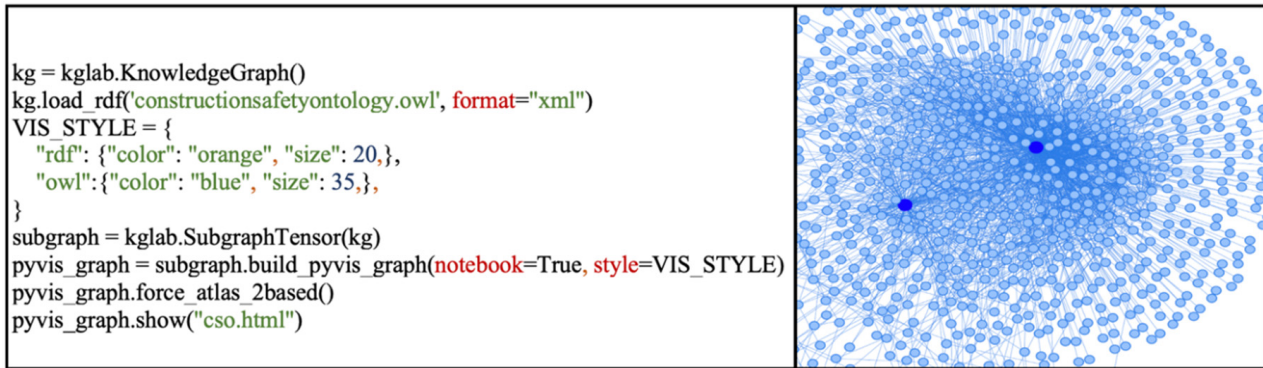 kg = kglab.KnowledgeGraph()
kg.load_rdf('constructionsafetyontology.owl', format="xml")
VIS_STYLE = {
"rdf": {"color": "orange", "size": 20,},
"owl":{"color": "blue", "size": 35,},
}
subgraph = kglab.SubgraphTensor(kg)
pyvis_graph = subgraph.build_pyvis_graph(notebook=True, style=VIS_STYLE)
pyvis_graph.force_atlas_2based()
pyvis_graph.show("cso.html")